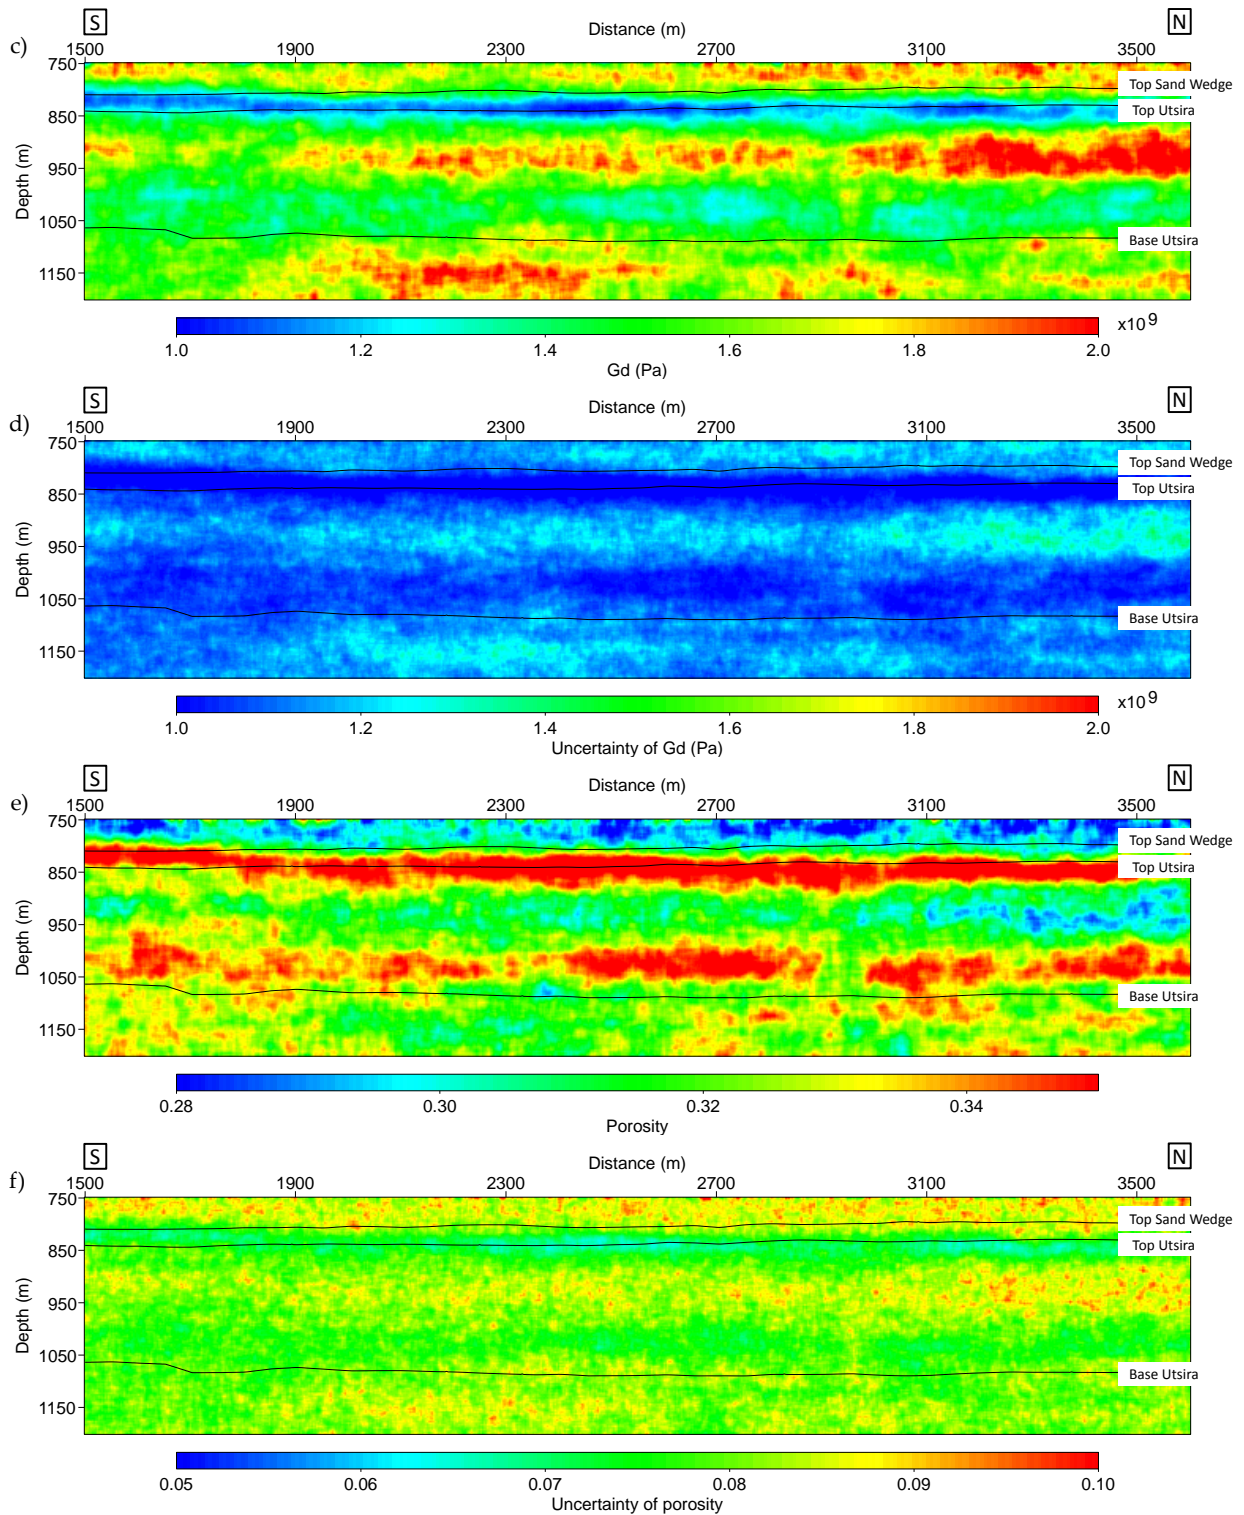 S N
Distance (m)
c)
1500 1900 2300 2700 3100 3500
750
Top Sand Wedge
Top Utsira
850
Depth (m)
950
1050
Base Utsira
1150
x10 9
1.0 1.2 1.4 1.6 1.8 2.0
Gd (Pa)
S N
Distance (m)
d)
1500 1900 2300 2700 3100 3500
750
Top Sand Wedge
Top Utsira
850
Depth (m)
950
1050
Base Utsira
1150
x10 9
1.0 1.2 1.4 1.6 1.8 2.0
Uncertainty of Gd (Pa)
S N
Distance (m)
e)
1500 1900 2300 2700 3100 3500
750
Top Sand Wedge
Top Utsira
850
Depth (m)
950
1050
Base Utsira
1150
0.28 0.30 0.32 0.34
Porosity
S N
Distance (m)
f)
1500 1900 2300 2700 3100 3500
750
Top Sand Wedge
Top Utsira
850
Depth (m)
950
1050
Base Utsira
1150
0.05 0.06 0.07 0.08 0.09 0.10
Uncertainty of porosity